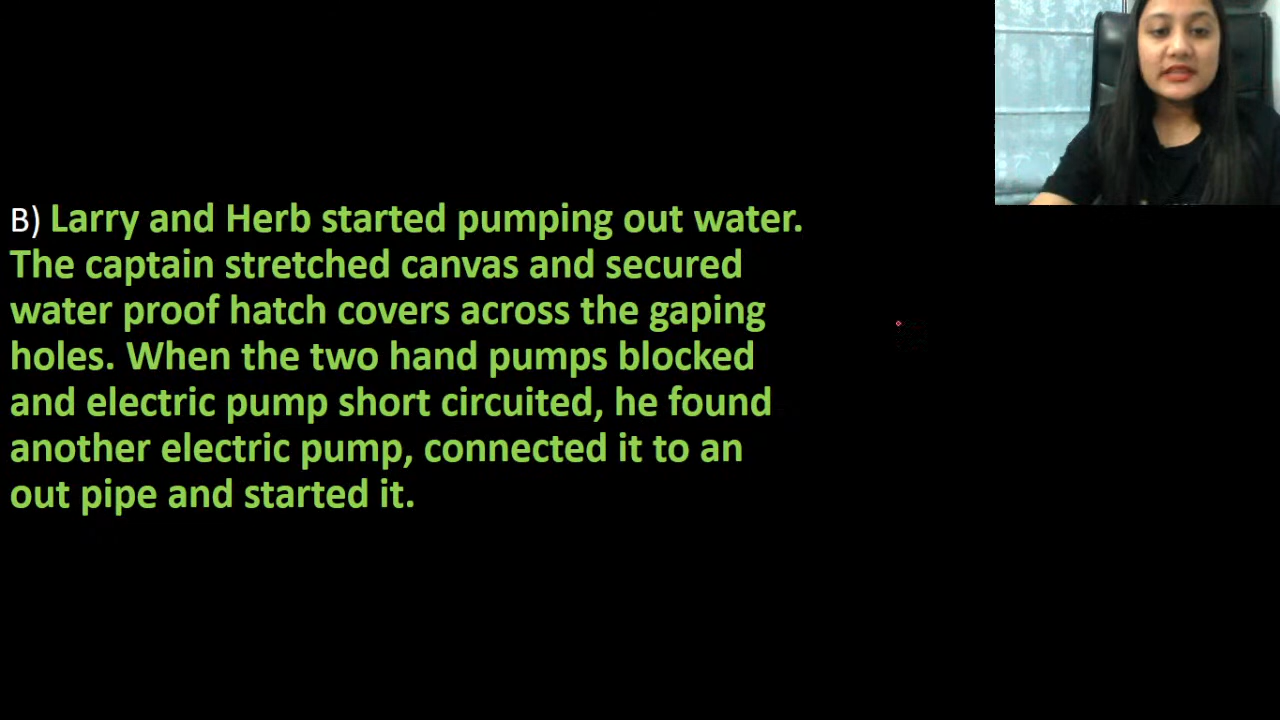 B) Larry and Herb started pumping out water.
The captain stretched canvas and secured
water proof hatch covers across the gaping
holes. When the two hand pumps blocked
and electric pump short circuited, he found
another electric pump, connected it to an
out pipe and started it.